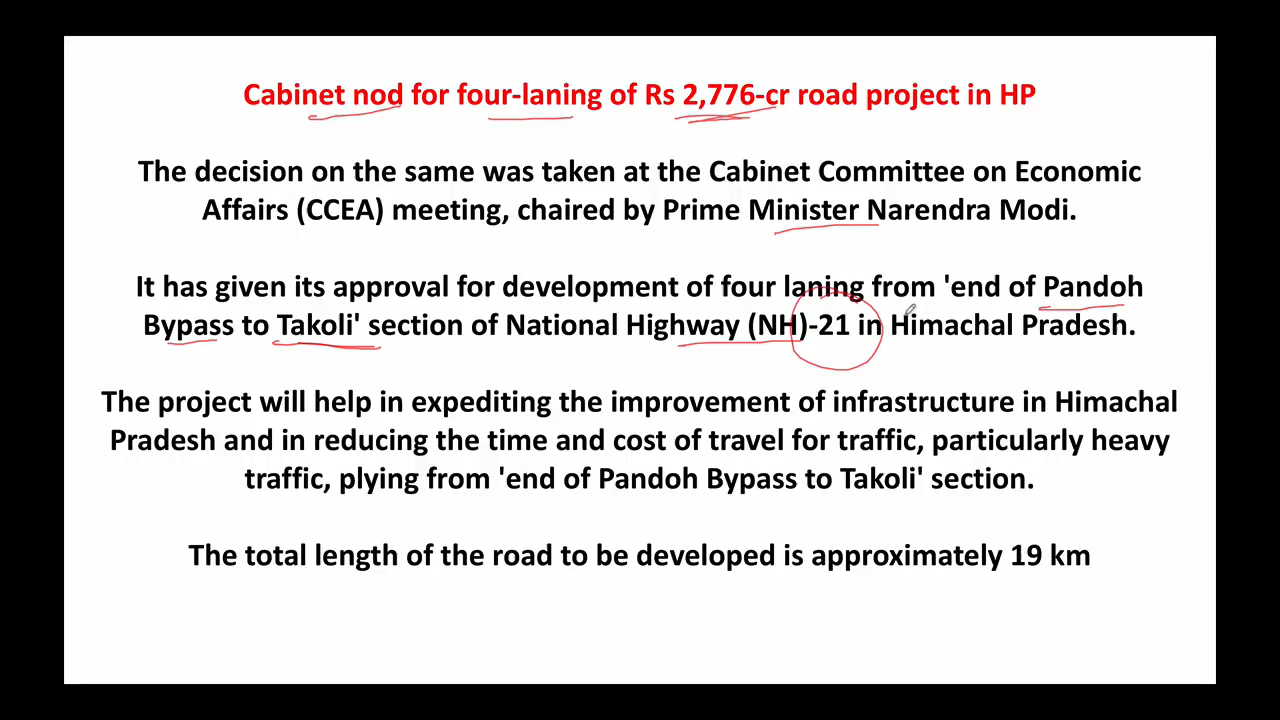 Cabinet nod for four-laning of Rs 2,776-cr road project in HP
The decision on the same was taken at the Cabinet Committee on Economic
Affairs (CCEA) meeting, chaired by Prime Minister Narendra Modi.
It has given its approval for development of four laning from 'end of Pandoh
Bypass to Takoli' section of National Highway (NH)-21 in Himachal Pradesh.
The project will help in expediting the improvement of infrastructure in Himachal
Pradesh and in reducing the time and cost of travel for traffic, particularly heavy
traffic, plying from 'end of Pandoh Bypass to Takoli' section.
The total length of the road to be developed is approximately 19 km